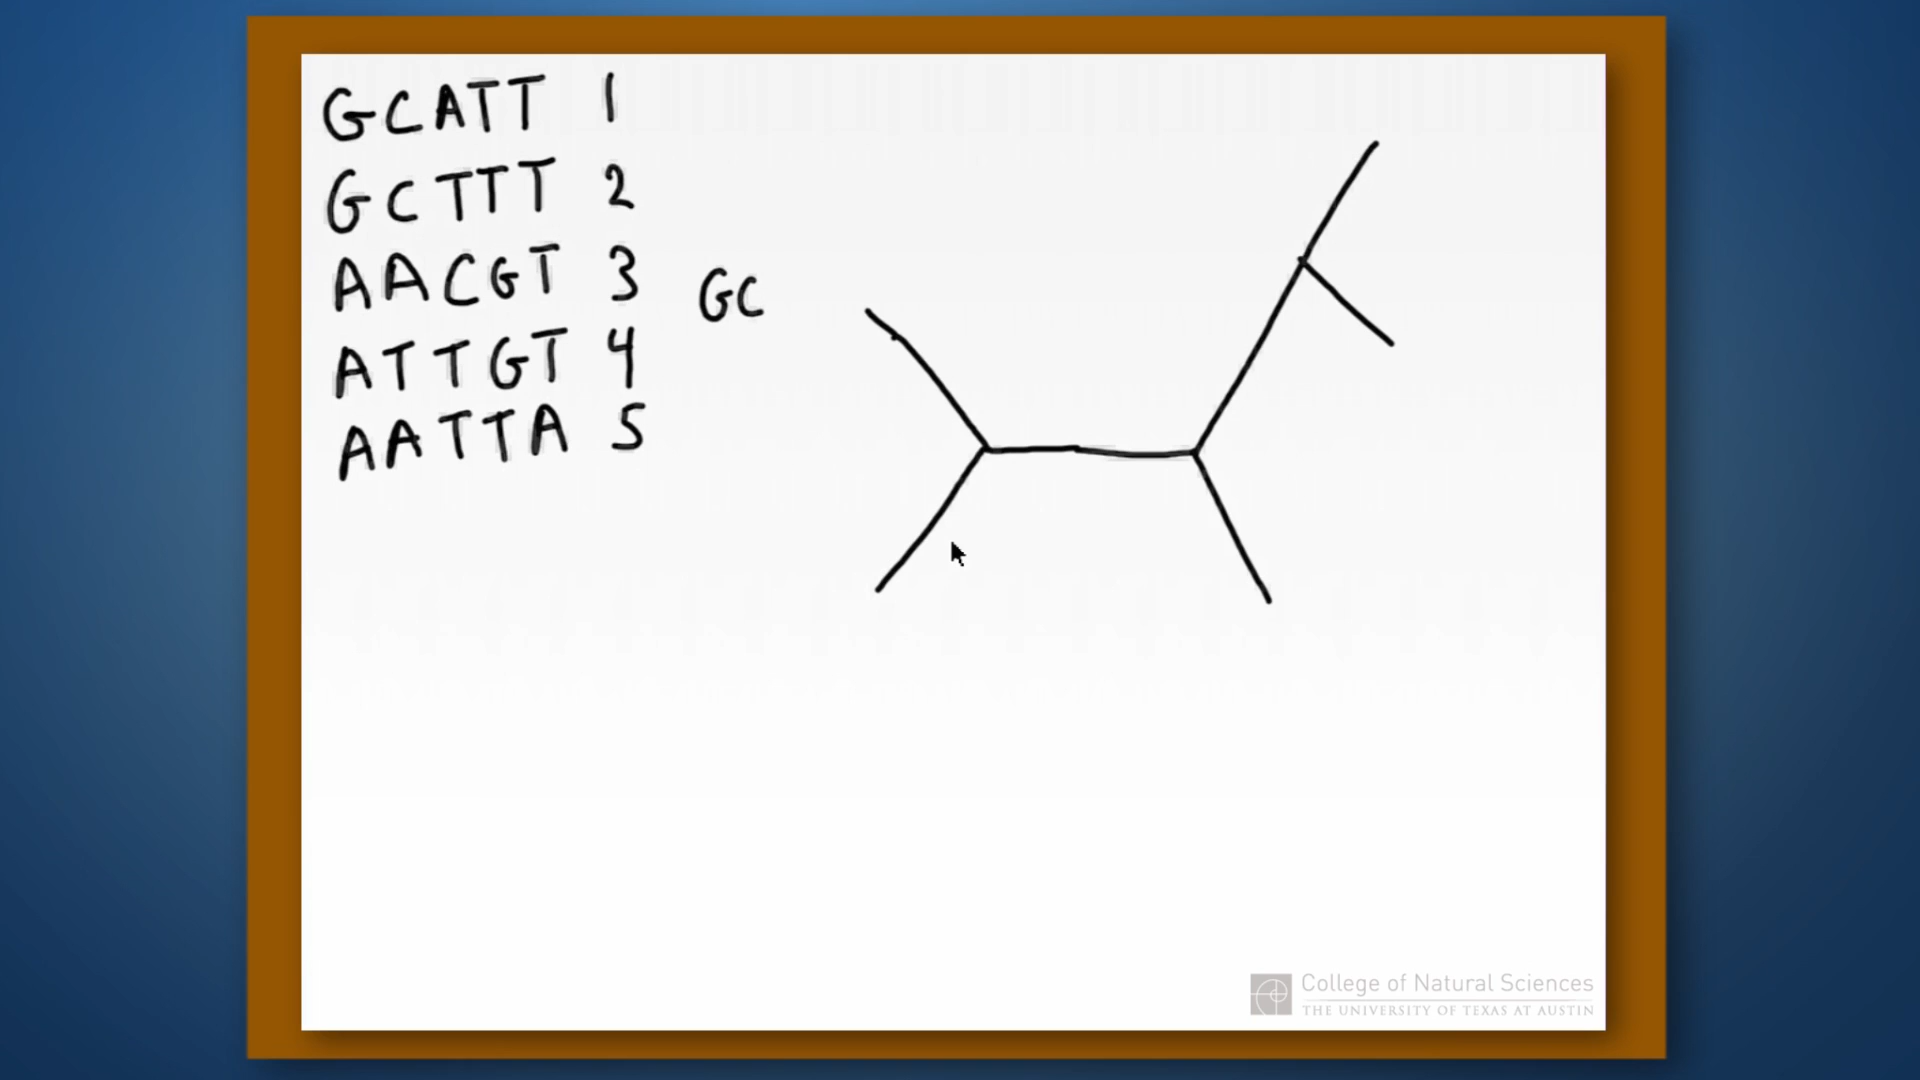 GCATT 1
GCTTT 2
AACGT 3
GC
ATTGT 4
AATTA 5
College of Natural Sciences
THE UNIVERSITY OF TEXAS AT AUSTIN